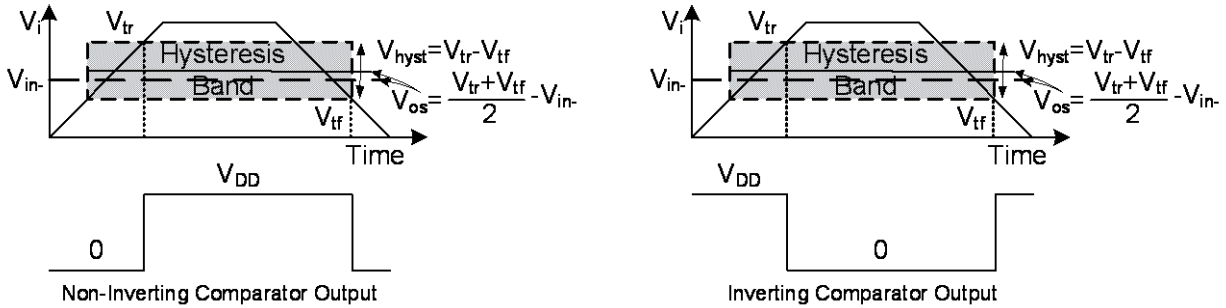 Vi
Vtr
Hysteresis
Band
Vhyst=Vtr-Vtf
Vin-
Vos= Vtr+Vtf / 2 -Vin-
Vtf
Time
VDD
0
Non-Inverting Comparator Output
Vi
Vtr
Hysteresis
Band
Vhyst=Vtr-Vtf
Vin-
Vos= Vtr+Vtf / 2 -Vin-
Vtf
Time
VDD
0
Inverting Comparator Output